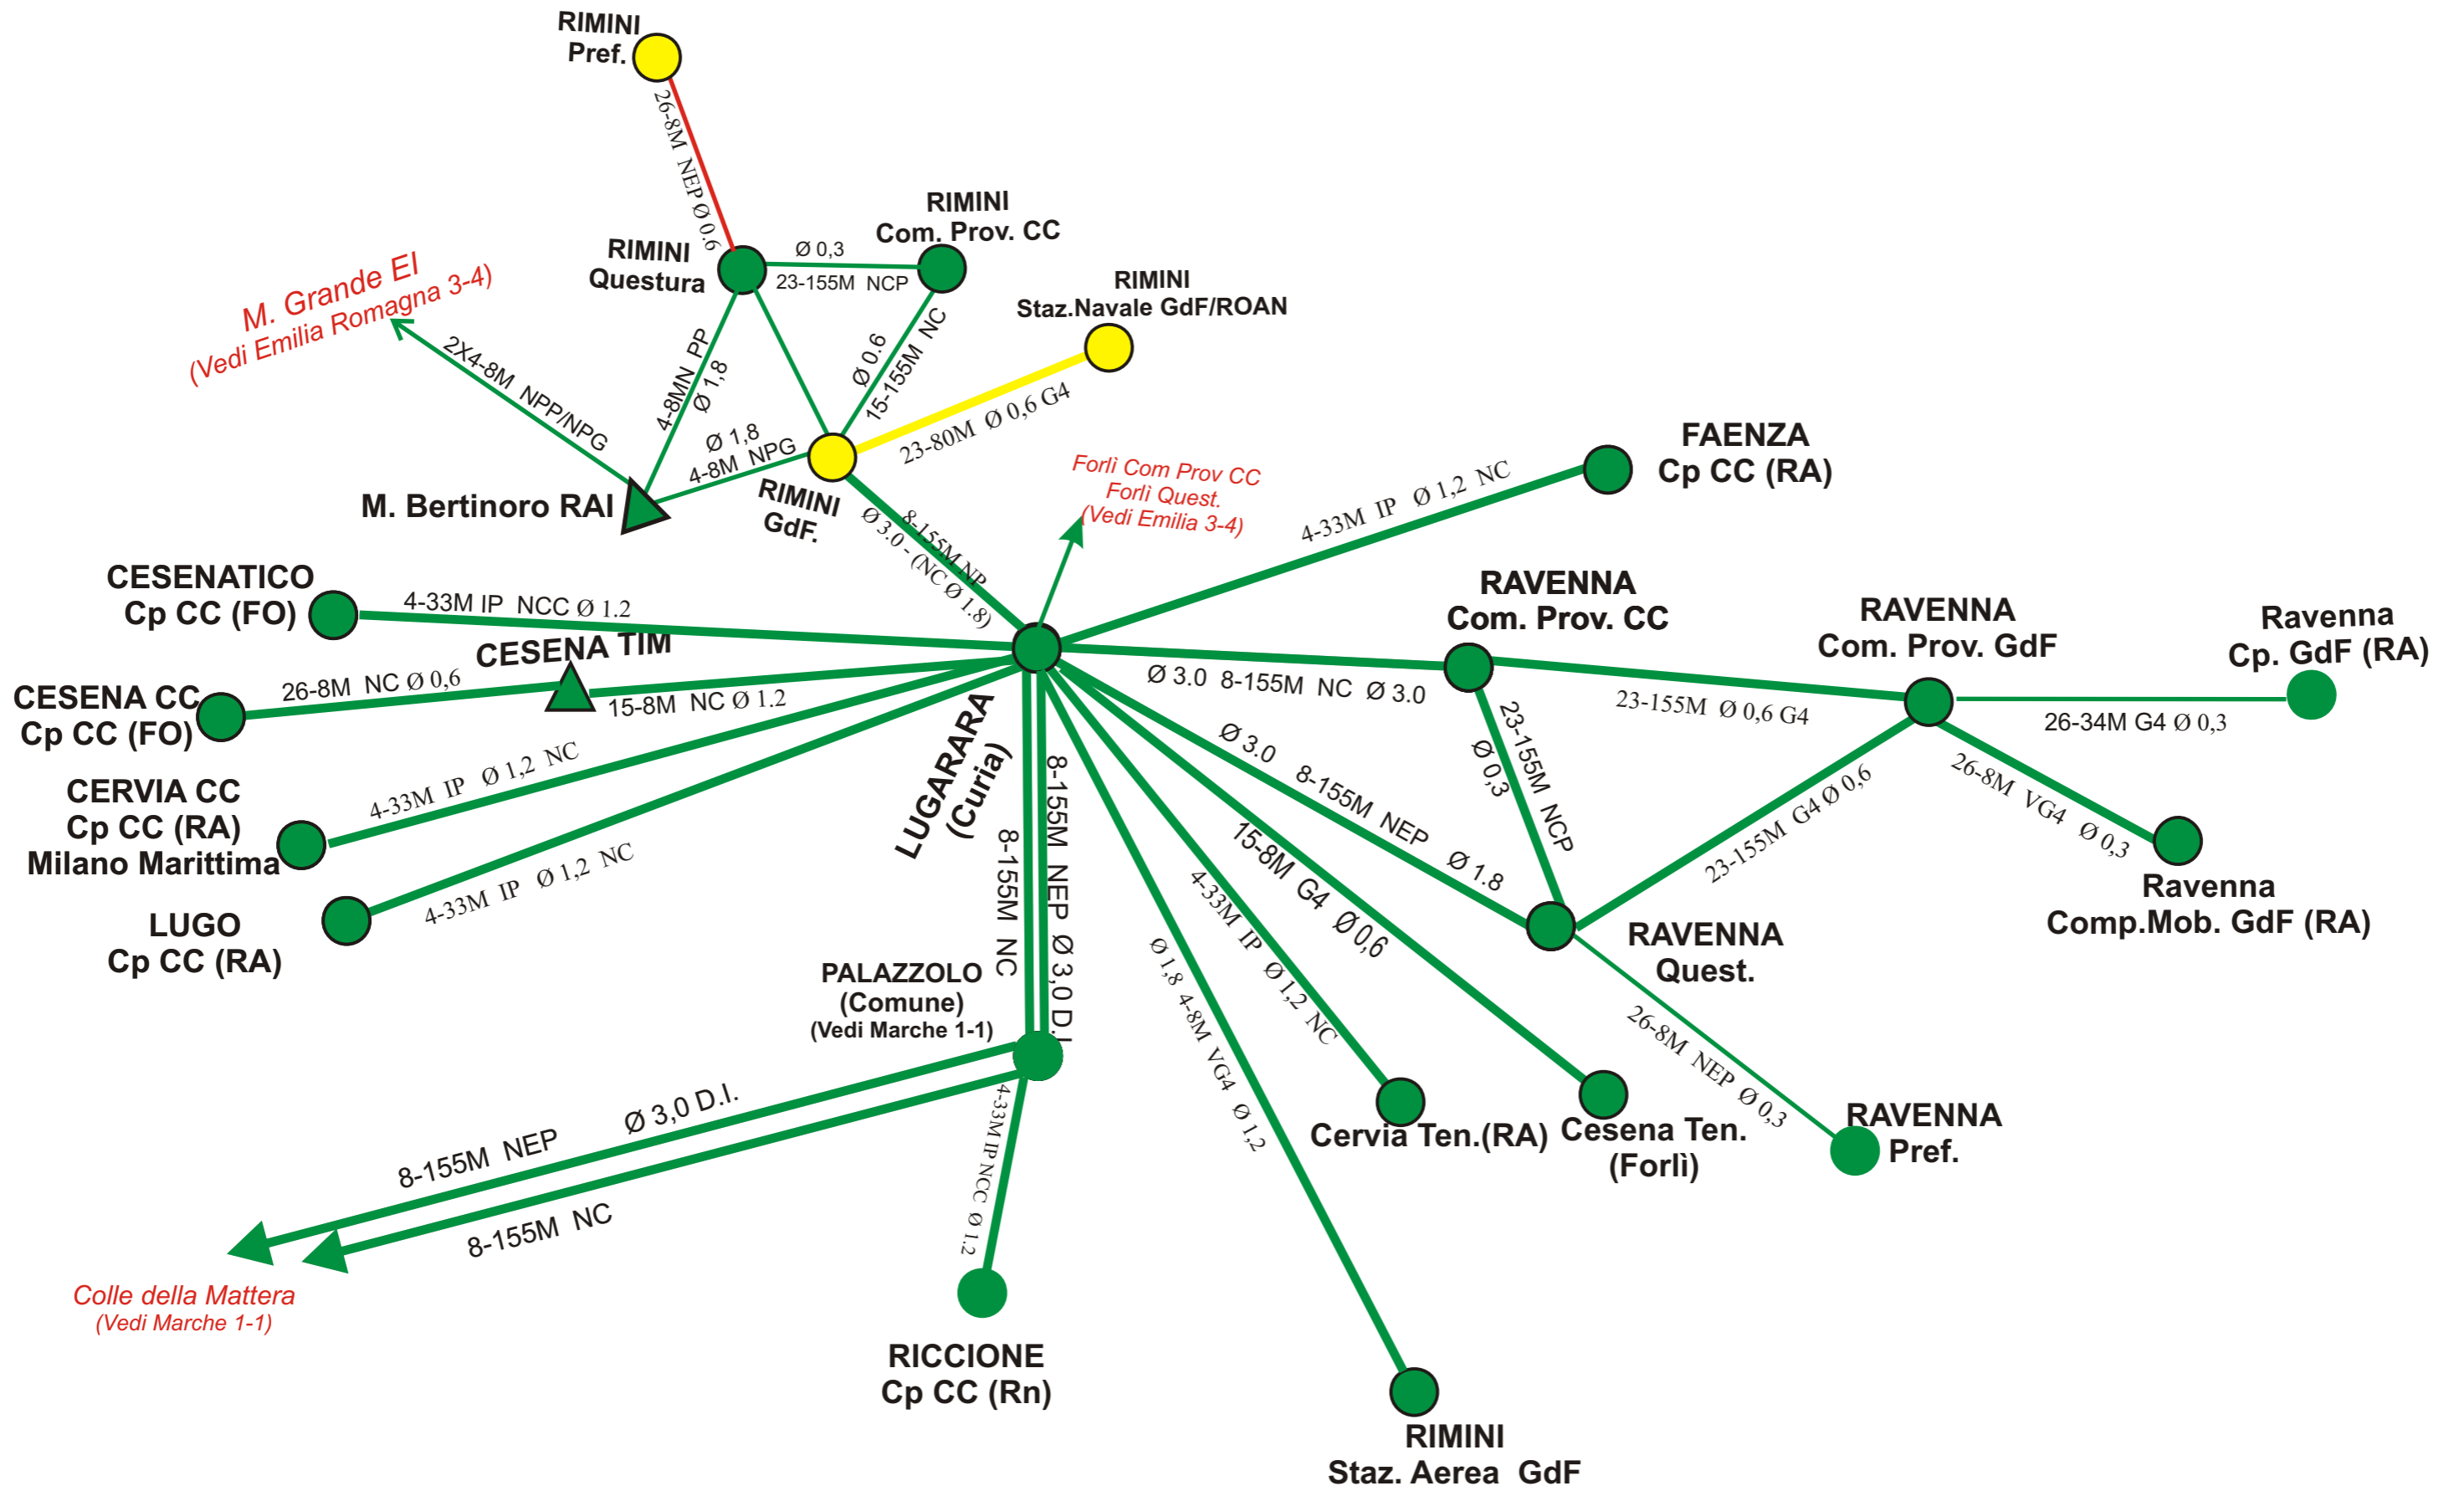 RIMINI
Pref.
26-8M NEP Ø 0.6
RIMINI
Com. Prov. CC
RIMINI
Questura
Ø 0,3
23-155M NCP
RIMINI
Staz.Navale GdF/ROAN
M. Grande EI
(Vedi Emilia Romagna 3-4)
2X4-8M NPP/NPG
4-8MN PP
Ø 1,8
Ø 0.6
15-155M NC
23-80M Ø 0,6 G4
Ø 1,8
4-8M NPG
M. Bertinoro RAI
RIMINI
GdF.
8-155M NP
Ø 3.0 - (NC Ø 1.8)
Forlì Com Prov CC
Forlì Quest.
(Vedi Emilia 3-4)
FAENZA
Cp CC (RA)
4-33M IP Ø 1,2 NC
CESENATICO
Cp CC (FO)
4-33M IP NCC Ø 1.2
CESENA TIM
CESENA CC
Cp CC (FO)
26-8M NC Ø 0,6
15-8M NC Ø 1.2
CERVIA CC
Cp CC (RA)
Milano Marittima
4-33M IP Ø 1,2 NC
LUGO
Cp CC (RA)
4-33M IP Ø 1,2 NC
LUGARARA
(Curia)
RAVENNA
Com. Prov. CC
Ø 3.0 8-155M NC Ø 3.0
RAVENNA
Com. Prov. GdF
23-155M Ø 0,6 G4
Ravenna
Cp. GdF (RA)
26-34M G4 Ø 0,3
23-155M NCP
Ø 0,3
Ø 3.0 8-155M NEP Ø 1.8
23-155M G4 Ø 0,6
26-8M VG4 Ø 0,3
Ravenna
Comp.Mob. GdF (RA)
RAVENNA
Quest.
26-8M NEP Ø 0,3
RAVENNA
Pref.
15-8M G4 Ø 0,6
Cesena Ten.
(Forlì)
4-33M IP Ø 1,2 NC
Cervia Ten.(RA)
Ø 1,8 4-8M VG4 Ø 1,2
RIMINI
Staz. Aerea GdF
8-155M NEP Ø 3,0 D.I.
8-155M NC
PALAZZOLO
(Comune)
(Vedi Marche 1-1)
4-33M IP NCC Ø 1.2
RICCIONE
Cp CC (Rn)
8-155M NEP Ø 3,0 D.I.
8-155M NC
Colle della Mattera
(Vedi Marche 1-1)